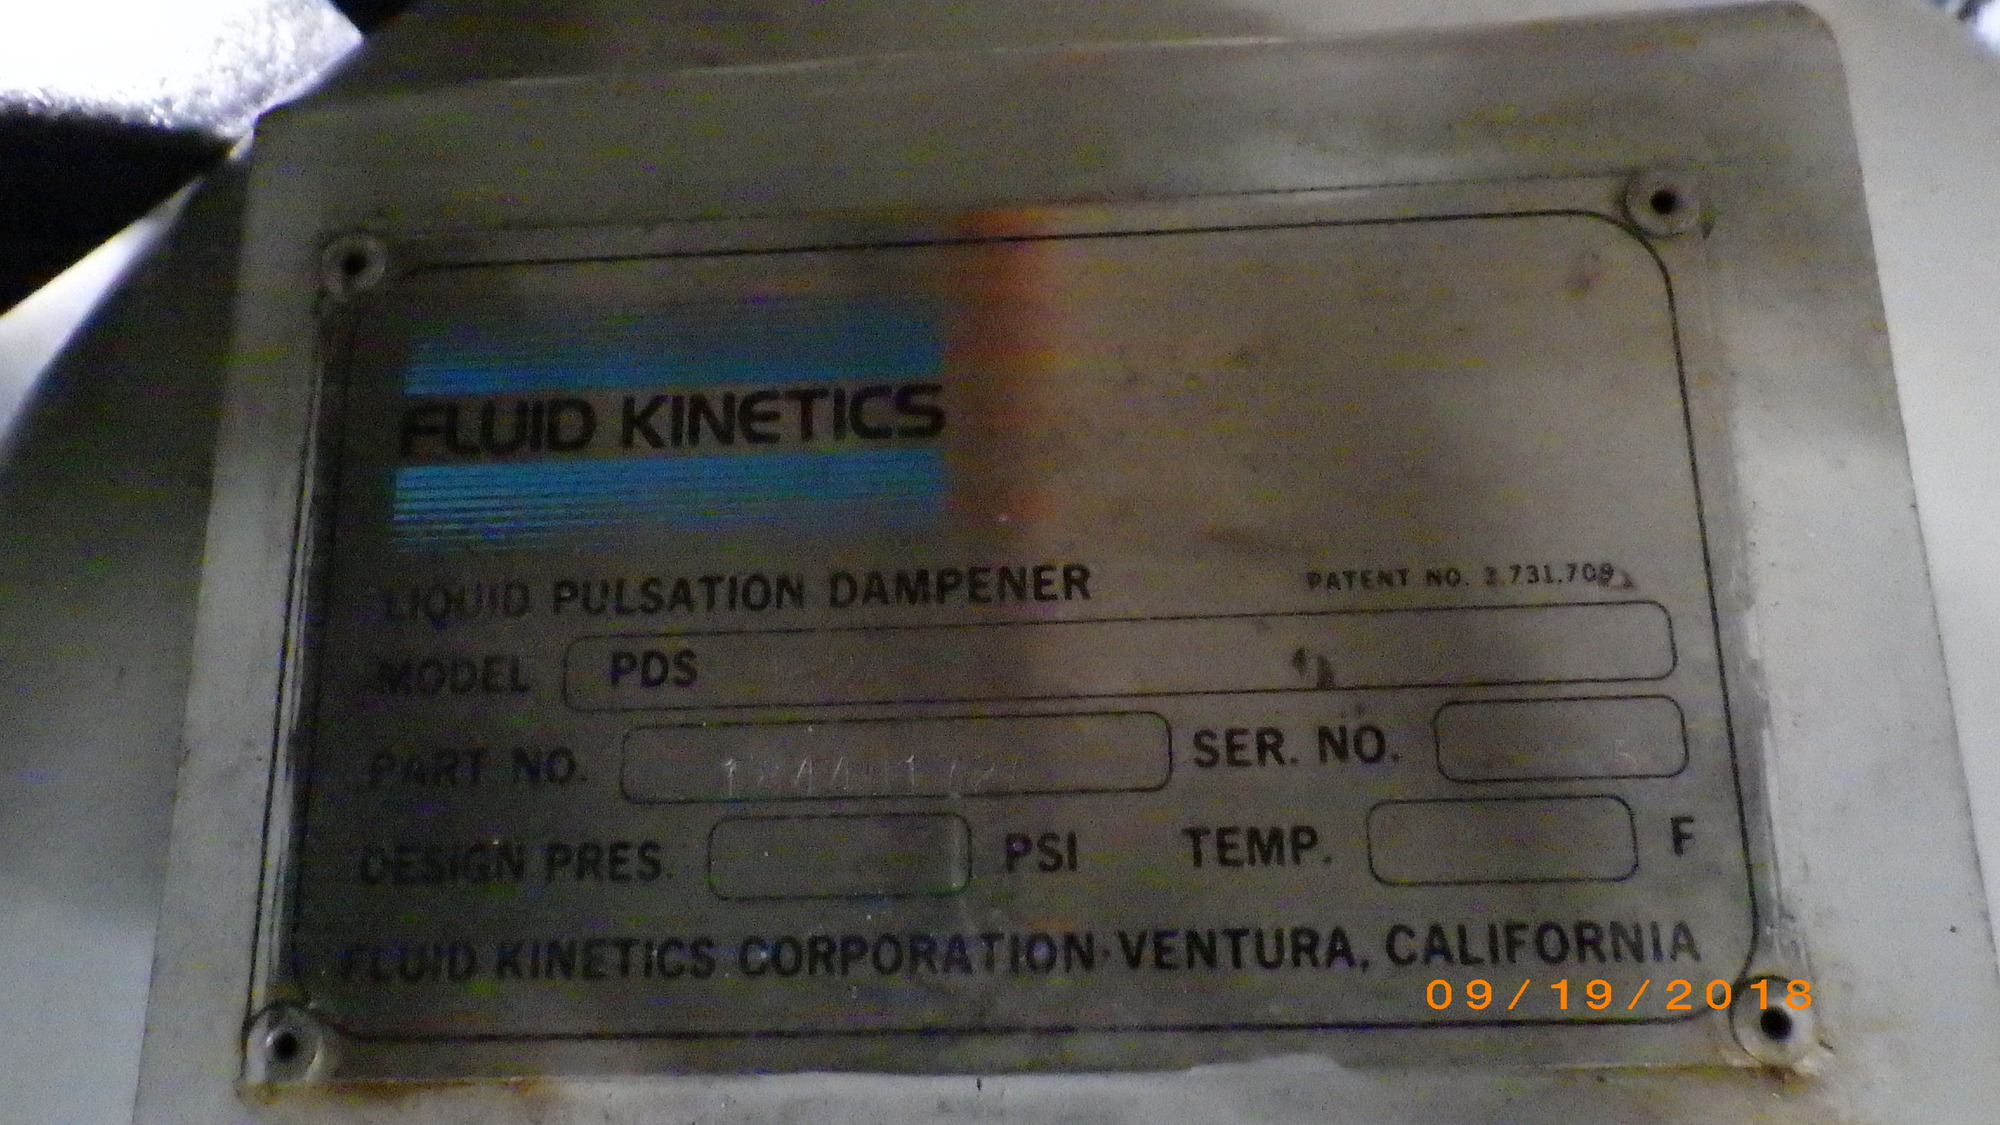 FLUID KINETICS
LIQUID PULSATION DAMPENER
PATENT NO. 3.731.709
MODEL PDS
PART NO.
SER. NO.
DESIGN PRES. PSI TEMP. F
FLUID KINETICS CORPORATION·VENTURA, CALIFORNIA
09/19/2018